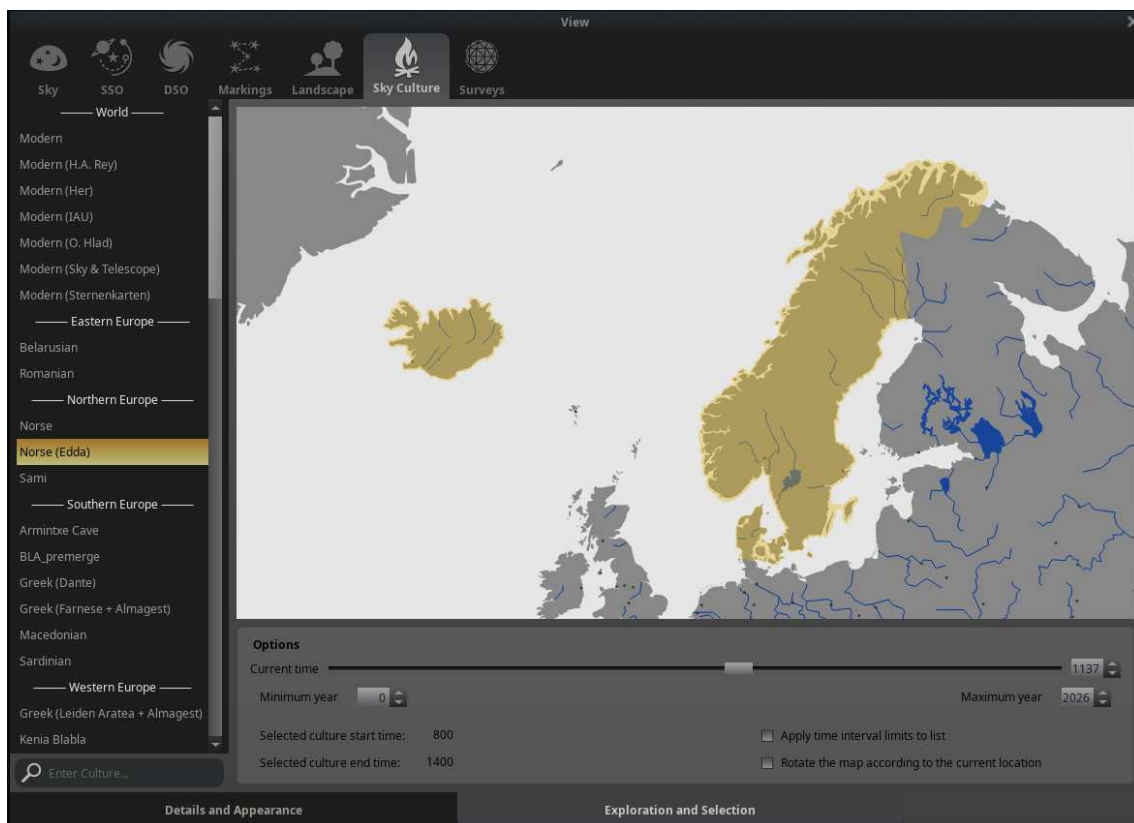 View
Sky SSO DSO Markings Landscape Sky Culture Surveys
World
Modern
Modern (H.A. Rey)
Modern (Her)
Modern (IAU)
Modern (O. Hlad)
Modern (Sky & Telescope)
Modern (Sternenkarten)
Eastern Europe
Belarusian
Romanian
Northern Europe
Norse
Norse (Edda)
Sami
Southern Europe
Armintxe Cave
BLA_premerge
Greek (Dante)
Greek (Farnese + Almagest)
Macedonian
Sardinian
Western Europe
Greek (Leiden Aratea + Almagest)
Kenia Blabla
Enter Culture...
Options
Current time 1137
Minimum year 0 Maximum year 2026
Selected culture start time: 800 Apply time interval limits to list
Selected culture end time: 1400 Rotate the map according to the current location
Details and Appearance Exploration and Selection